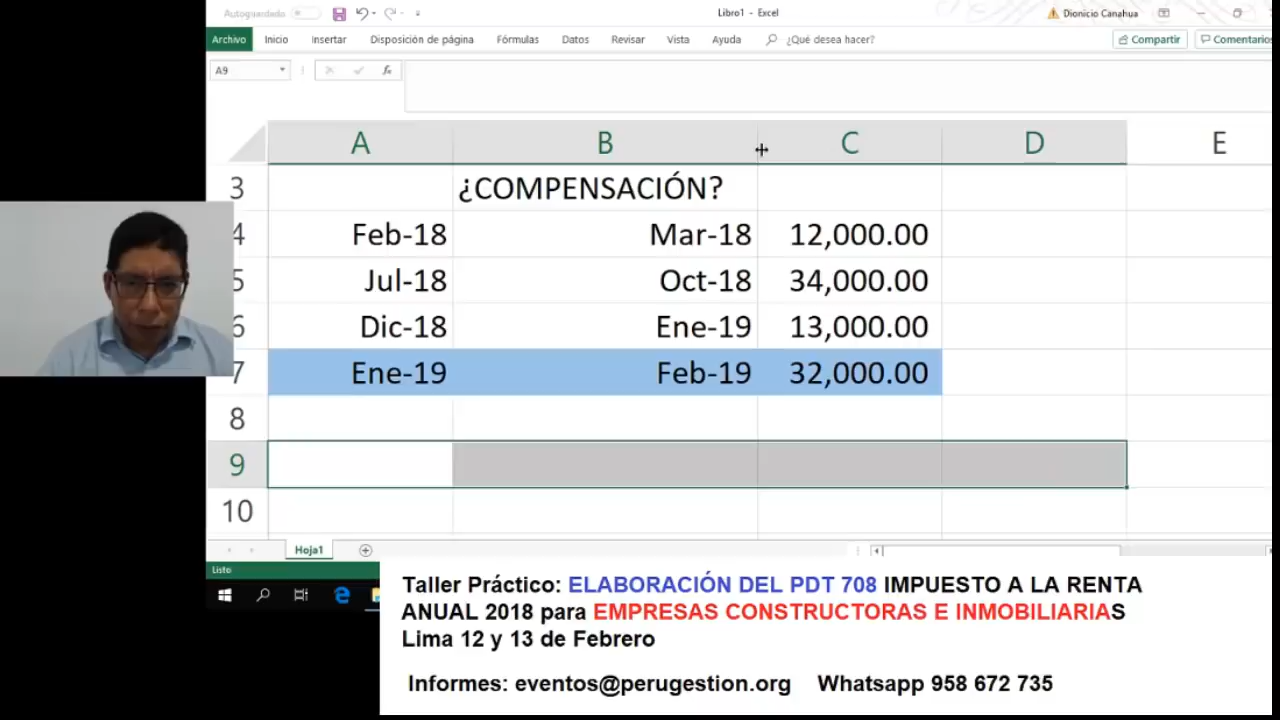 Autoguardado
Libro1 - Excel
Dionicio Canahua
Archivo Inicio Insertar Disposición de página Fórmulas Datos Revisar Vista Ayuda ¿Qué desea hacer? Compartir Comentarios
A9 fx
A B C D E
3 ¿COMPENSACIÓN?
4 Feb-18 Mar-18 12,000.00
5 Jul-18 Oct-18 34,000.00
6 Dic-18 Ene-19 13,000.00
7 Ene-19 Feb-19 32,000.00
8
9
10
Hoja1
Listo
Taller Práctico: ELABORACIÓN DEL PDT 708 IMPUESTO A LA RENTA
ANUAL 2018 para EMPRESAS CONSTRUCTORAS E INMOBILIARIAS
Lima 12 y 13 de Febrero
Informes: eventos@perugestion.org Whatsapp 958 672 735